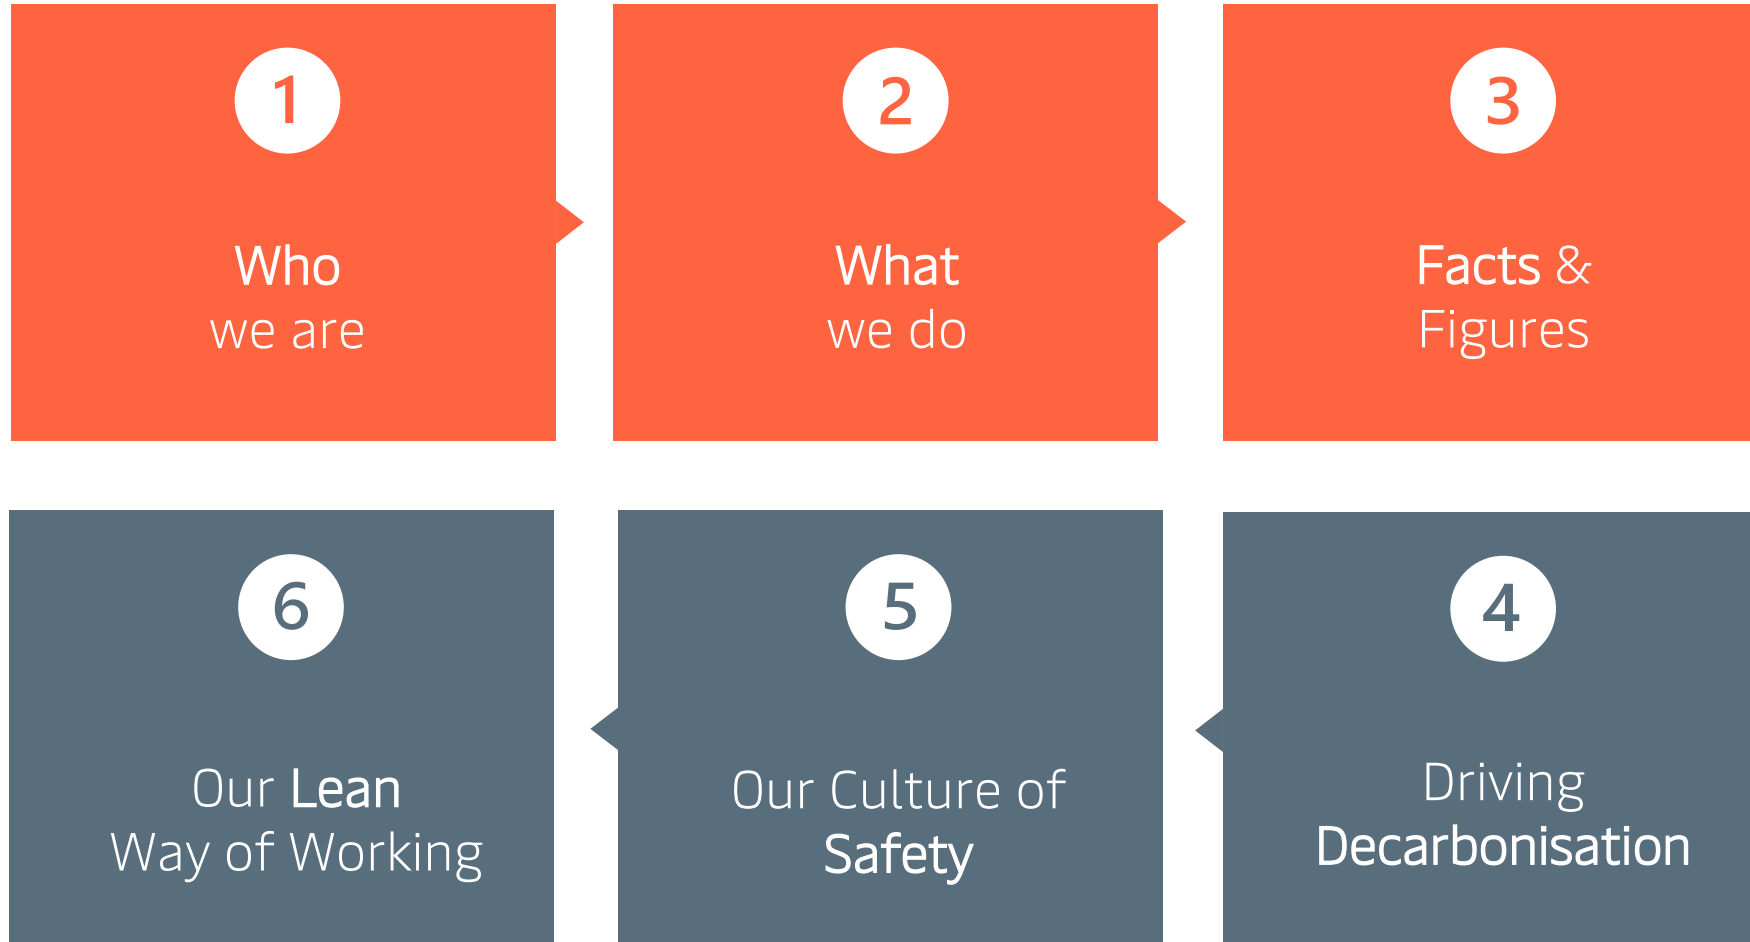 1
Who
we are
2
What
we do
3
Facts &
Figures
4
Driving
Decarbonisation
5
Our Culture of
Safety
6
Our Lean
Way of Working